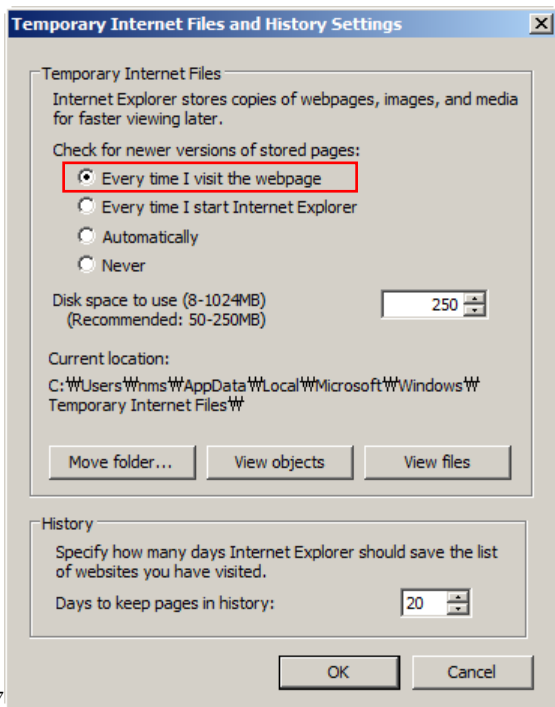 Temporary Internet Files and History Settings
Temporary Internet Files
Internet Explorer stores copies of webpages, images, and media
for faster viewing later.
Check for newer versions of stored pages:
Every time I visit the webpage
Every time I start Internet Explorer
Automatically
Never
Disk space to use (8-1024MB)
(Recommended: 50-250MB)
250
Current location:
C:₩Users₩nms₩AppData₩Local₩Microsoft₩Windows₩
Temporary Internet Files₩
Move folder...
View objects
View files
History
Specify how many days Internet Explorer should save the list
of websites you have visited.
Days to keep pages in history:
20
OK
Cancel